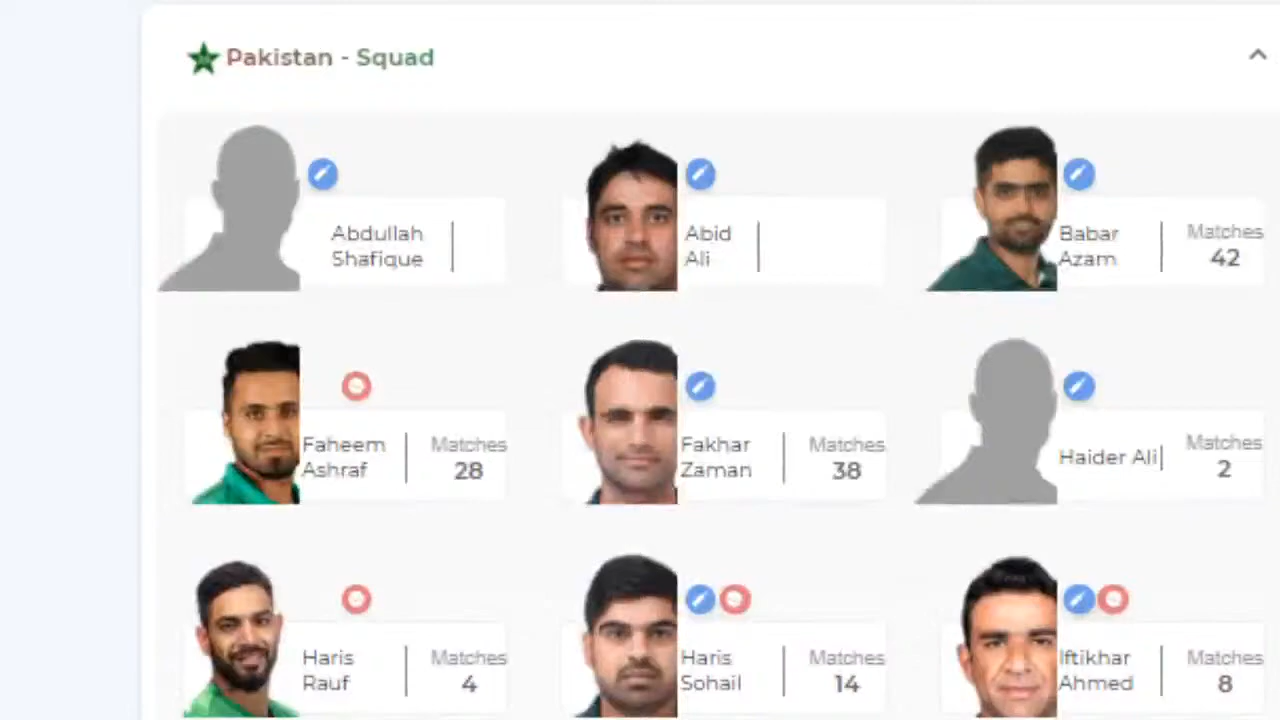 Pakistan - Squad
Abdullah
Shafique
Abid
Ali
Babar
Azam
Matches
42
Faheem
Ashraf
Matches
28
Fakhar
Zaman
Matches
38
Haider Ali
Matches
2
Haris
Rauf
Matches
4
Haris
Sohail
Matches
14
Iftikhar
Ahmed
Matches
8